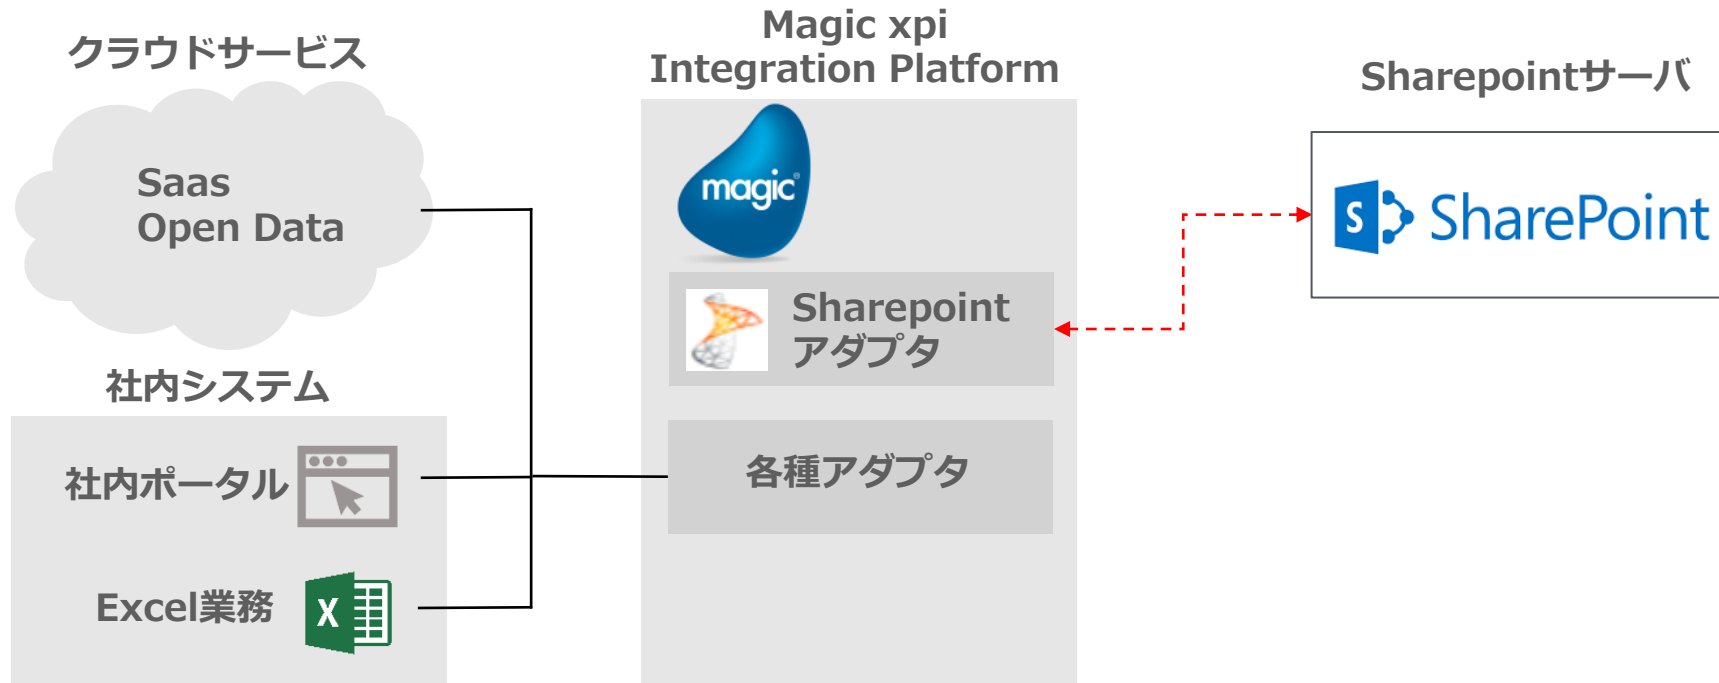 クラウドサービス
Saas
Open Data
社内システム
社内ポータル
Excel業務
X
Magic xpi
Integration Platform
magic®
Sharepoint
アダプタ
各種アダプタ
Sharepointサーバ
S SharePoint